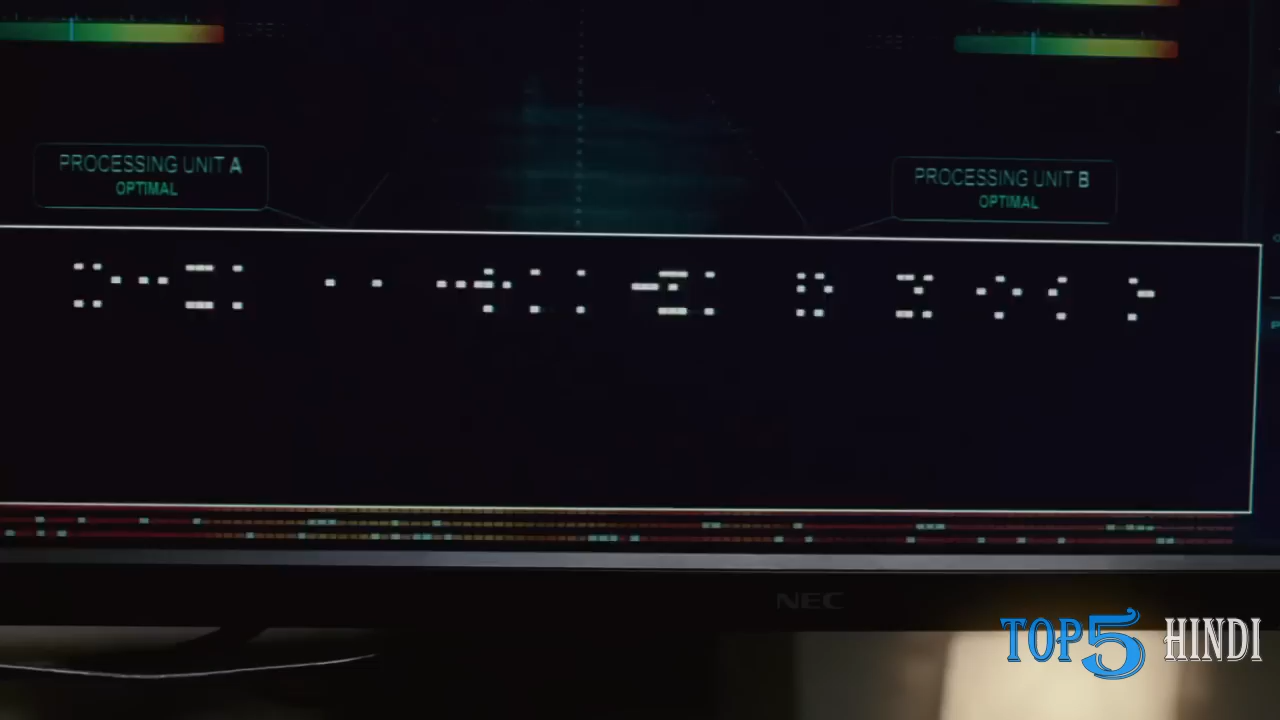 PROCESSING UNIT A
OPTIMAL
PROCESSING UNIT B
OPTIMAL
NEC
TOP5 HINDI